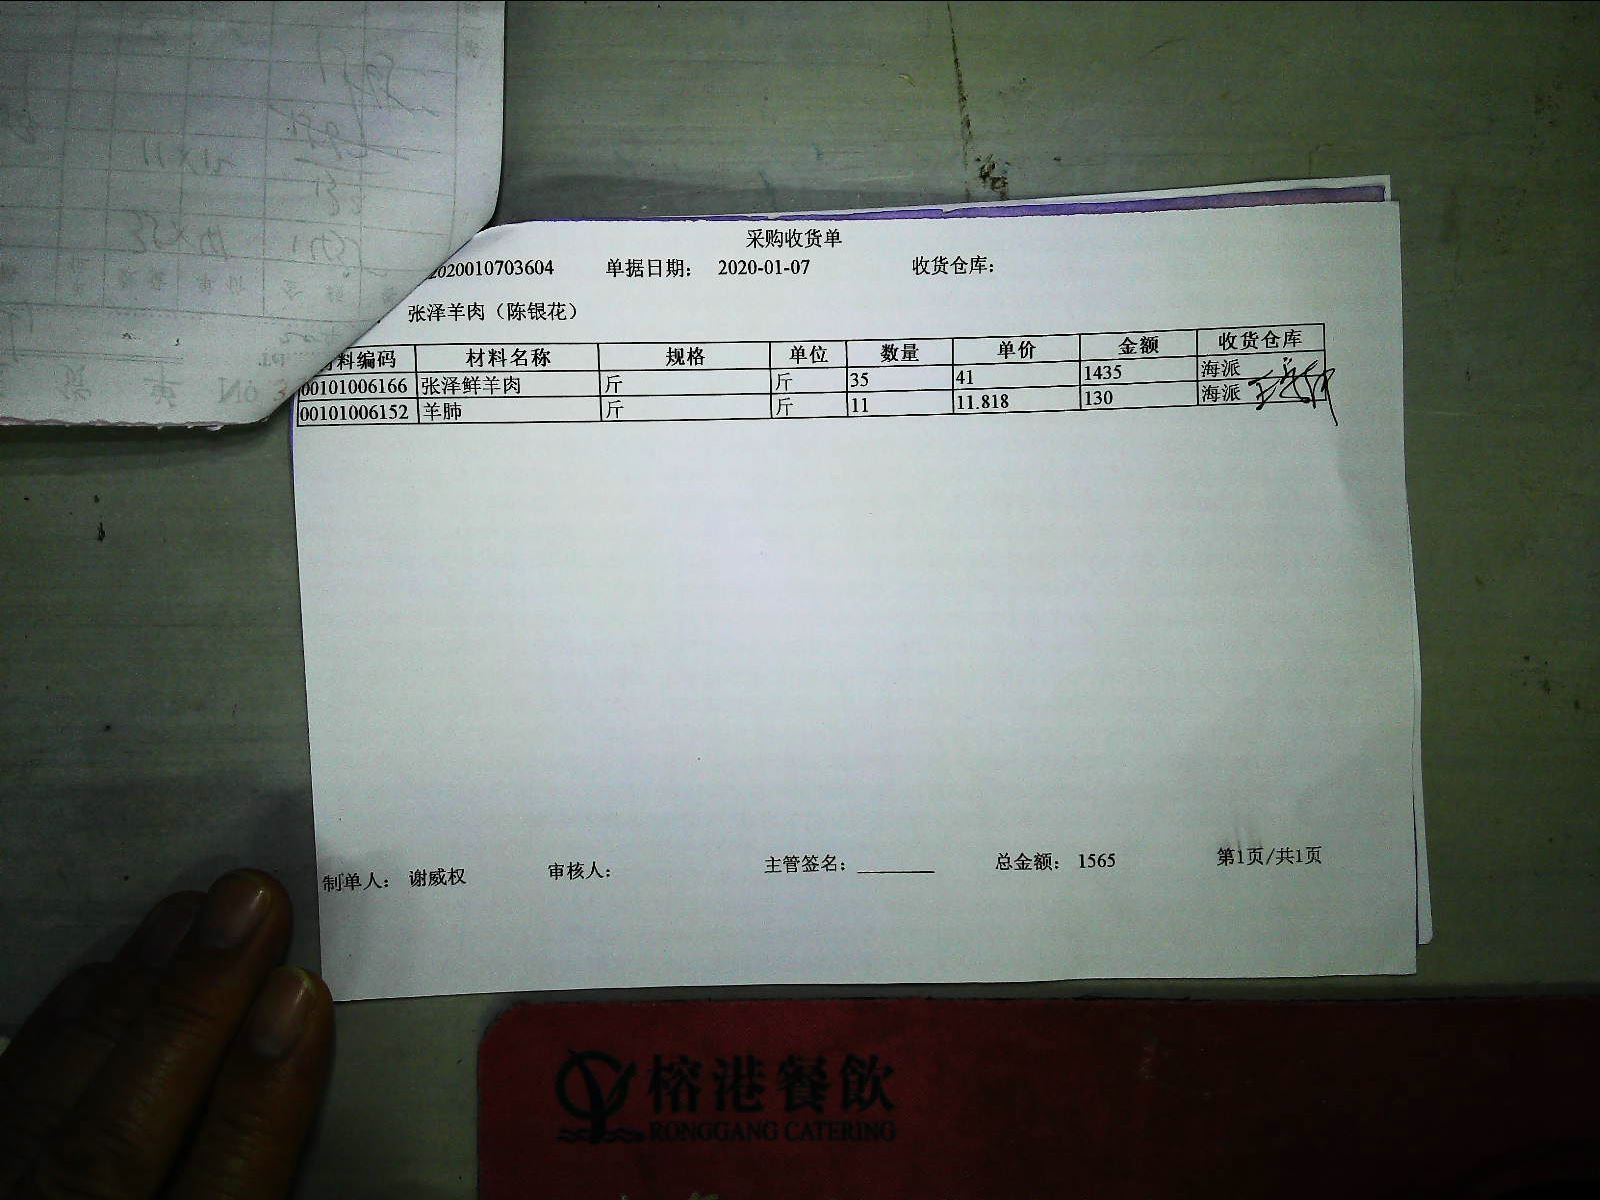 采购收货单
2020010703604 单据日期： 2020-01-07 收货仓库：
张泽羊肉（陈银花）
料编码 材料名称 规格 单位 数量 单价 金额 收货仓库
00101006166 张泽鲜羊肉 斤 斤 35 41 1435 海派
00101006152 羊肺 斤 斤 11 11.818 130 海派
制单人： 谢威权 审核人： 主管签名： 总金额： 1565 第1页/共1页
榕港餐飲
RONGGANG CATERING